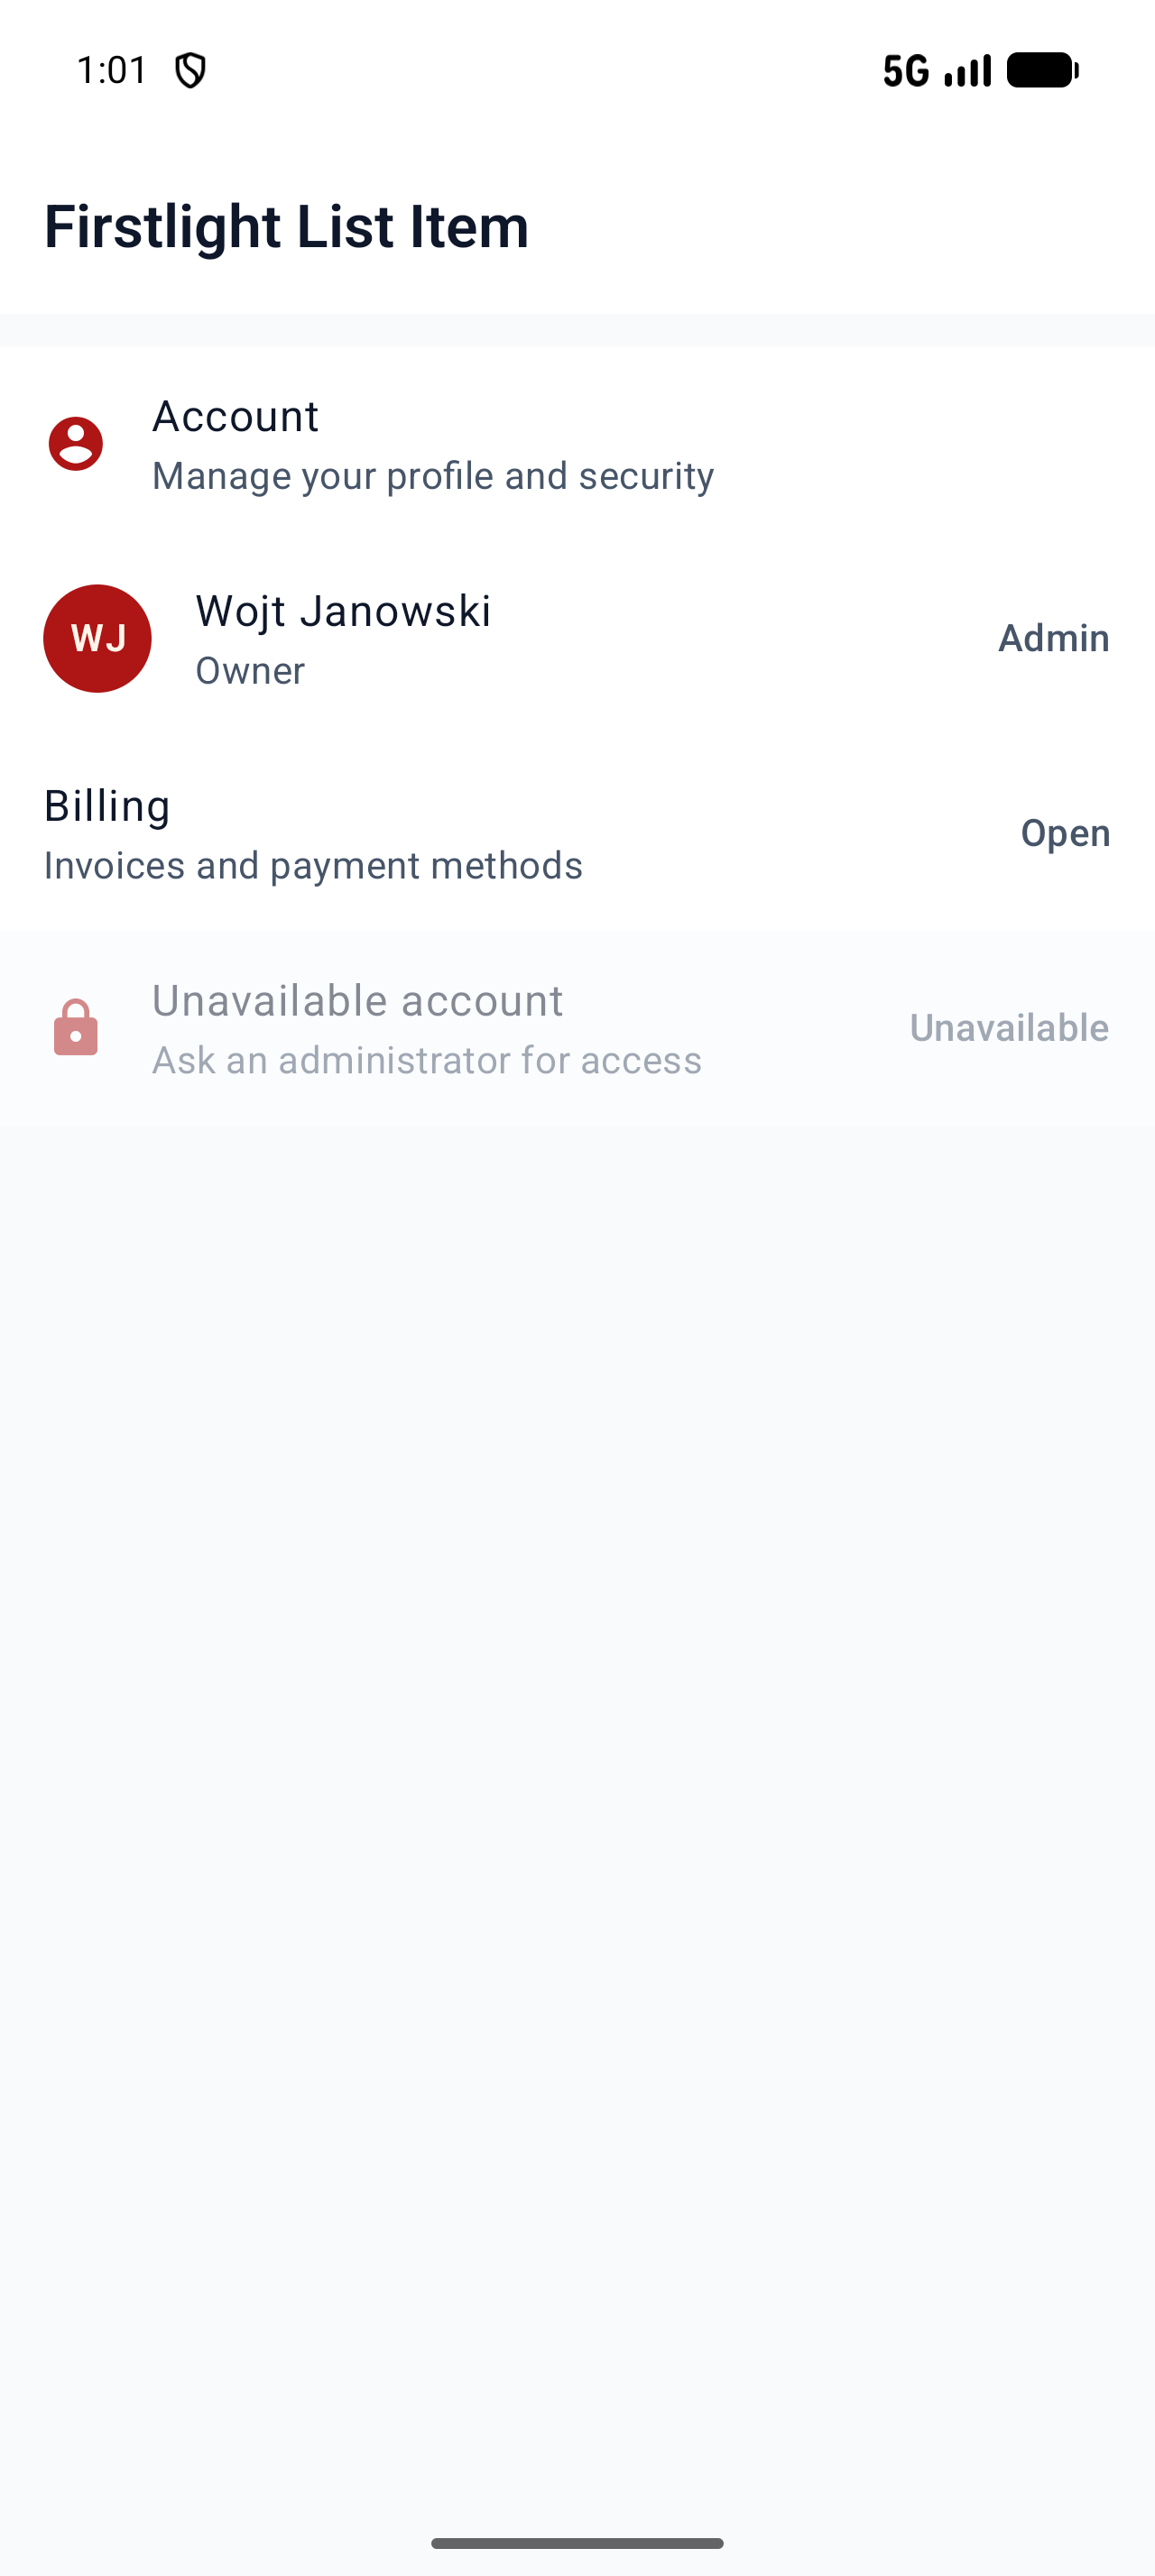 1:01
5G
Firstlight List Item
Account
Manage your profile and security
WJ
Wojt Janowski
Owner
Admin
Billing
Invoices and payment methods
Open
Unavailable account
Ask an administrator for access
Unavailable